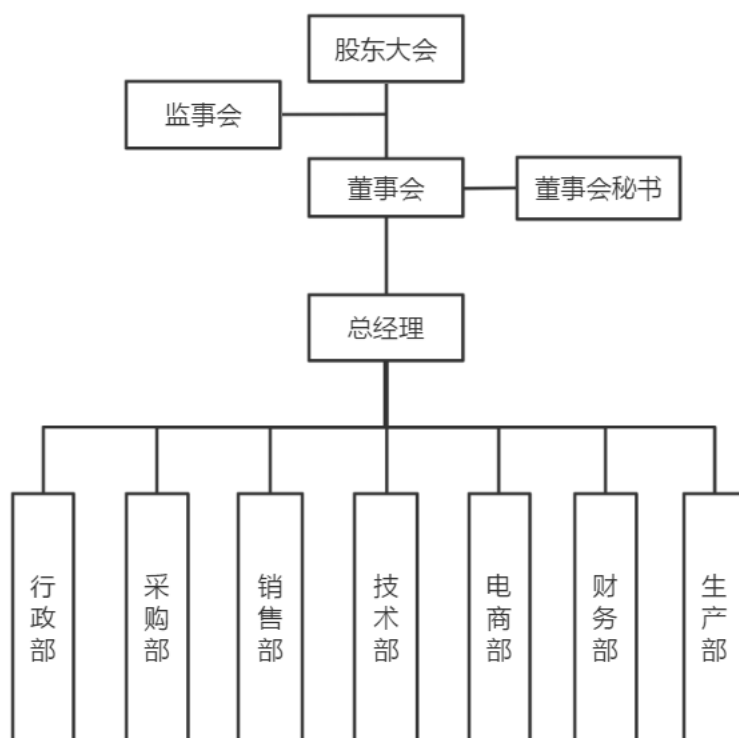 股东大会
监事会
董事会
董事会秘书
总经理
行政部
采购部
销售部
技术部
电商部
财务部
生产部